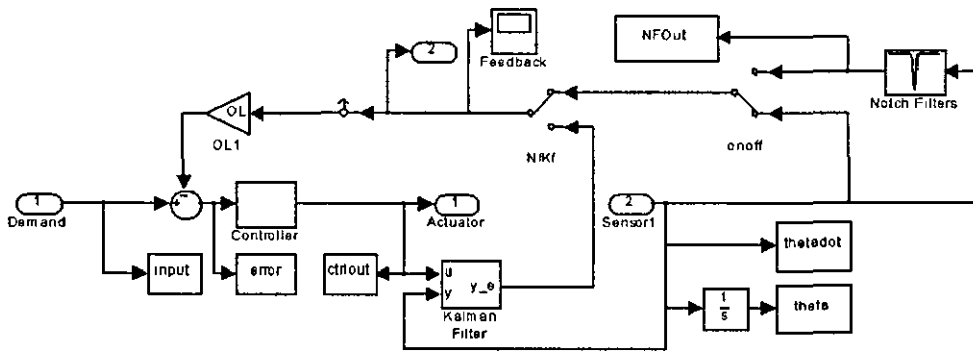 NFOut
2
Feedback
Notch Filters
OL
OL1
NfKf
onoff
1
Demand
+
-
Controller
1
Actuator
2
Sensor1
input
error
ctrlout
u
y
y_e
Kalman
Filter
thetadot
1
s
theta